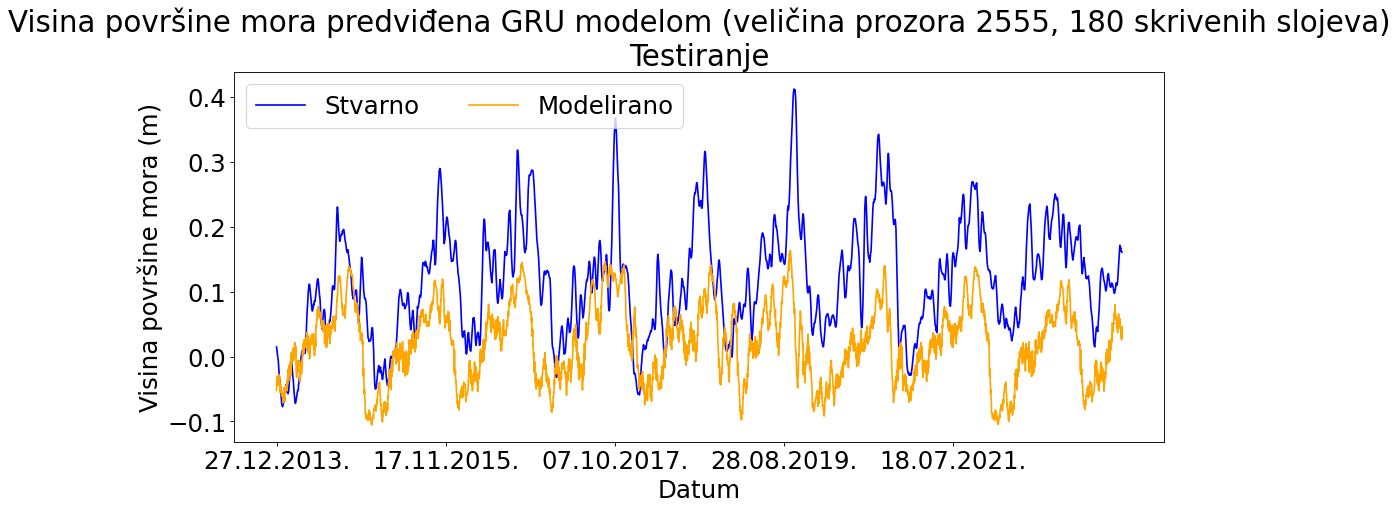 Visina površine mora predviđena GRU modelom (veličina prozora 2555, 180 skrivenih slojeva)
Testiranje
Stvarno Modelirano
Visina površine mora (m)
0.4
0.3
0.2
0.1
0.0
−0.1
27.12.2013. 17.11.2015. 07.10.2017. 28.08.2019. 18.07.2021.
Datum